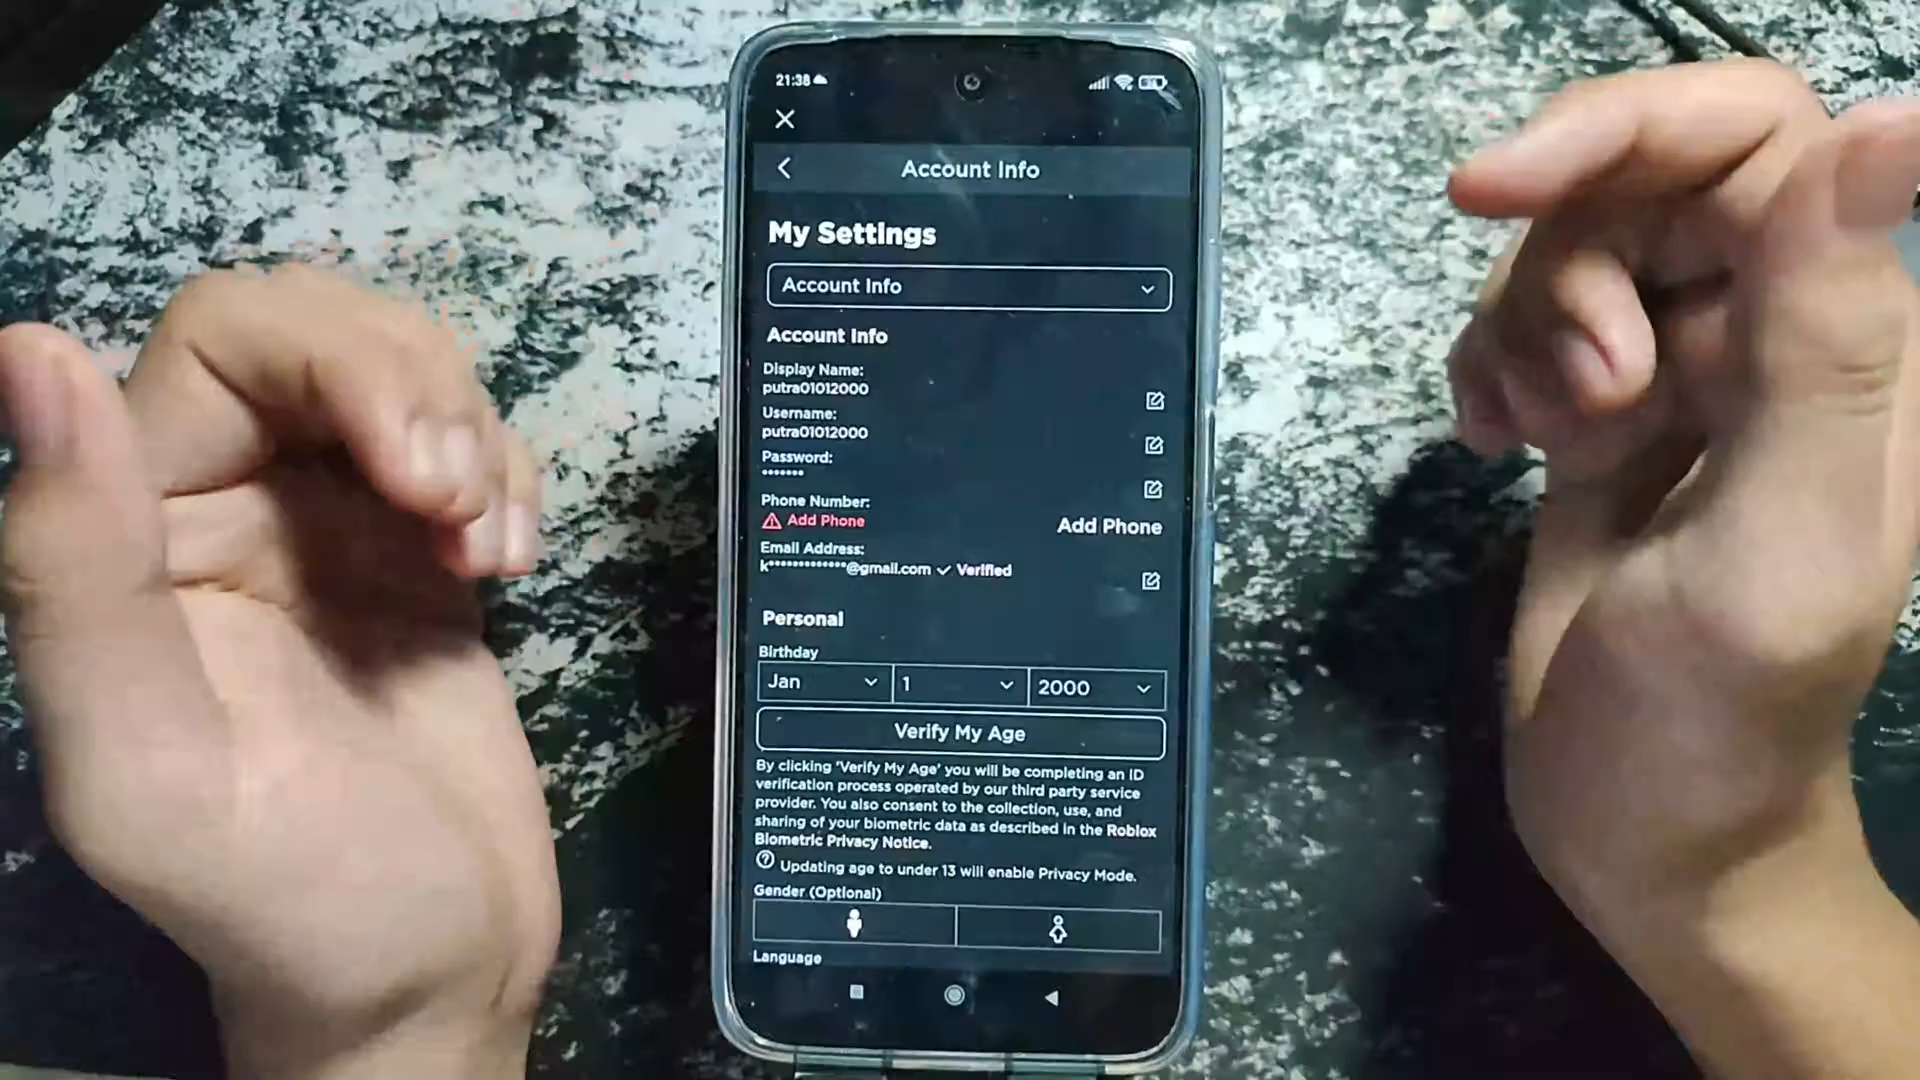 21:38
Account Info
My Settings
Account Info
Account Info
Display Name:
putra01012000
Username:
putra01012000
Password:
•••••••
Phone Number:
Add Phone
Add Phone
Email Address:
k*************@gmail.com ✓ Verified
Personal
Birthday
Jan 1 2000
Verify My Age
By clicking 'Verify My Age' you will be completing an ID
verification process operated by our third party service
provider. You also consent to the collection, use, and
sharing of your biometric data as described in the Roblox
Biometric Privacy Notice.
Updating age to under 13 will enable Privacy Mode.
Gender (Optional)
Language